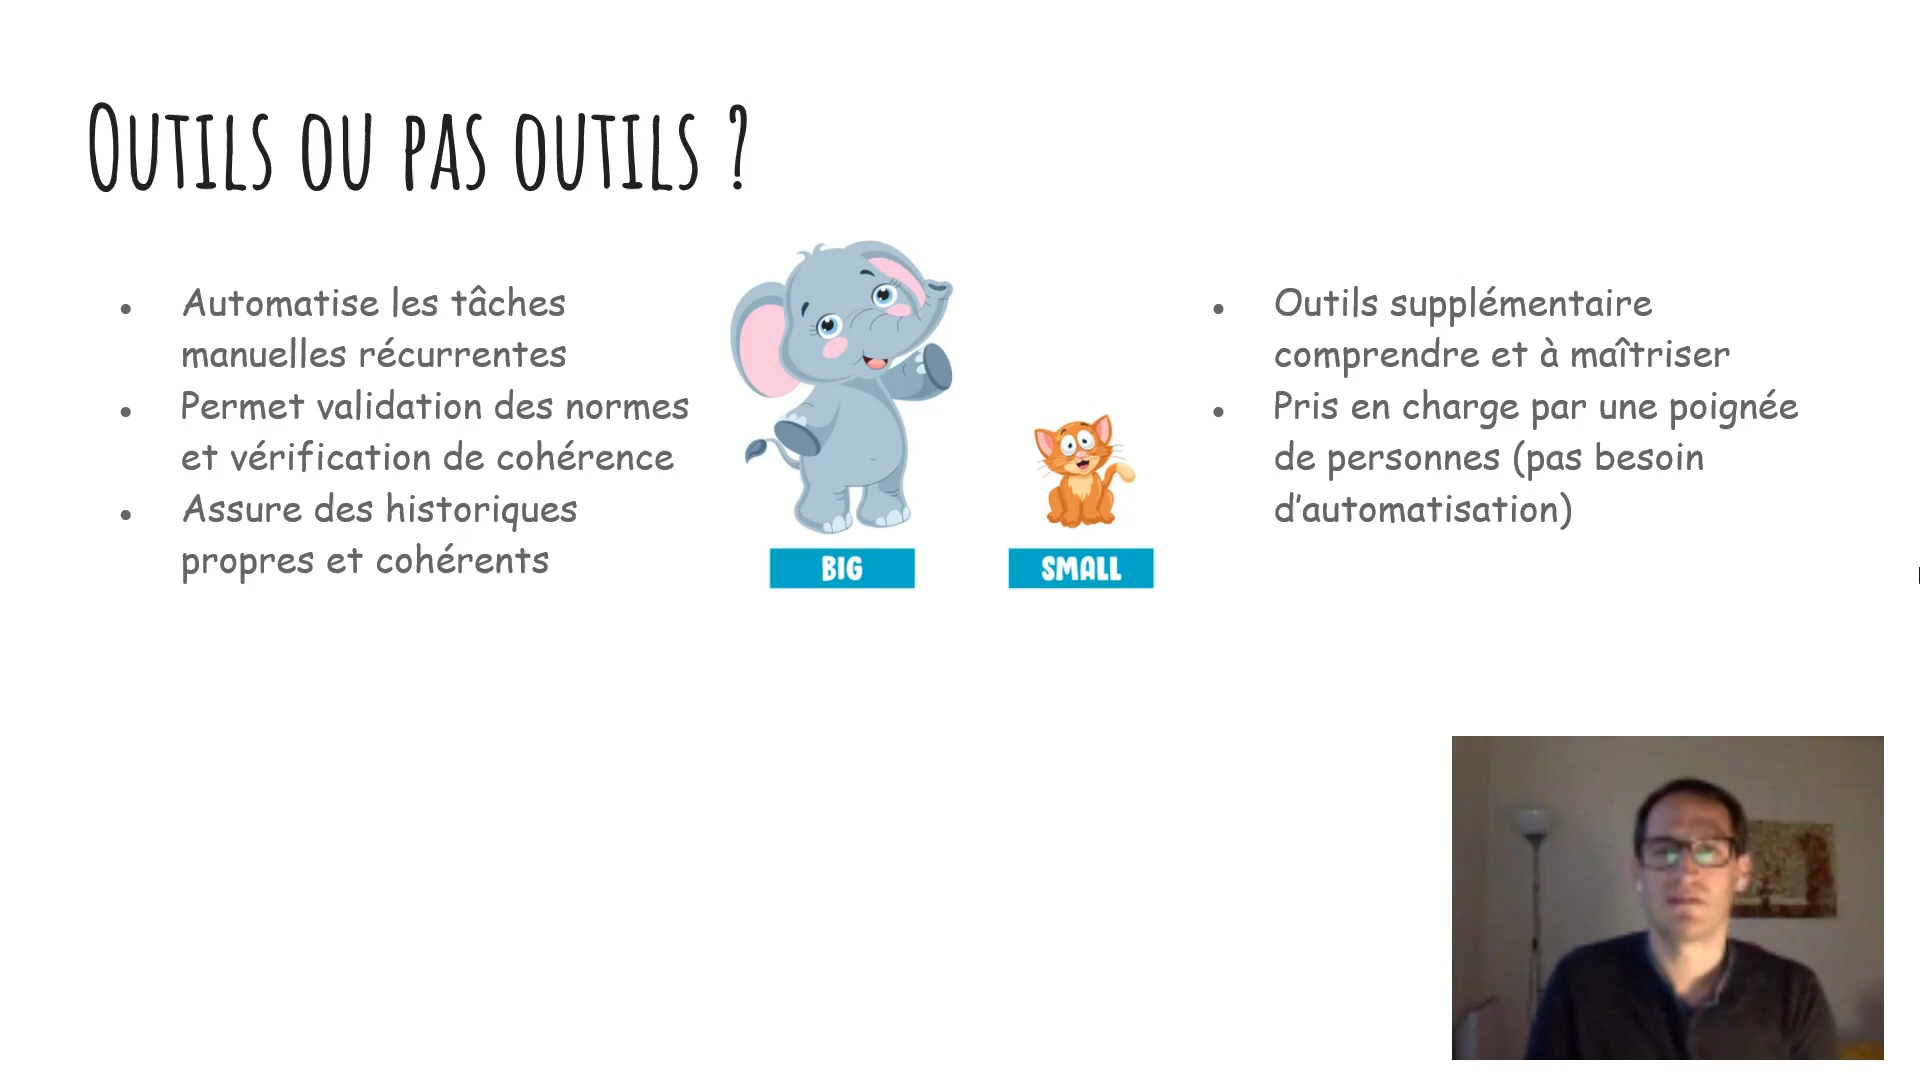 Outils ou pas outils ?
Automatise les tâches
manuelles récurrentes
Permet validation des normes
et vérification de cohérence
Assure des historiques
propres et cohérents
BIG
SMALL
Outils supplémentaire
comprendre et à maîtriser
Pris en charge par une poignée
de personnes (pas besoin
d'automatisation)